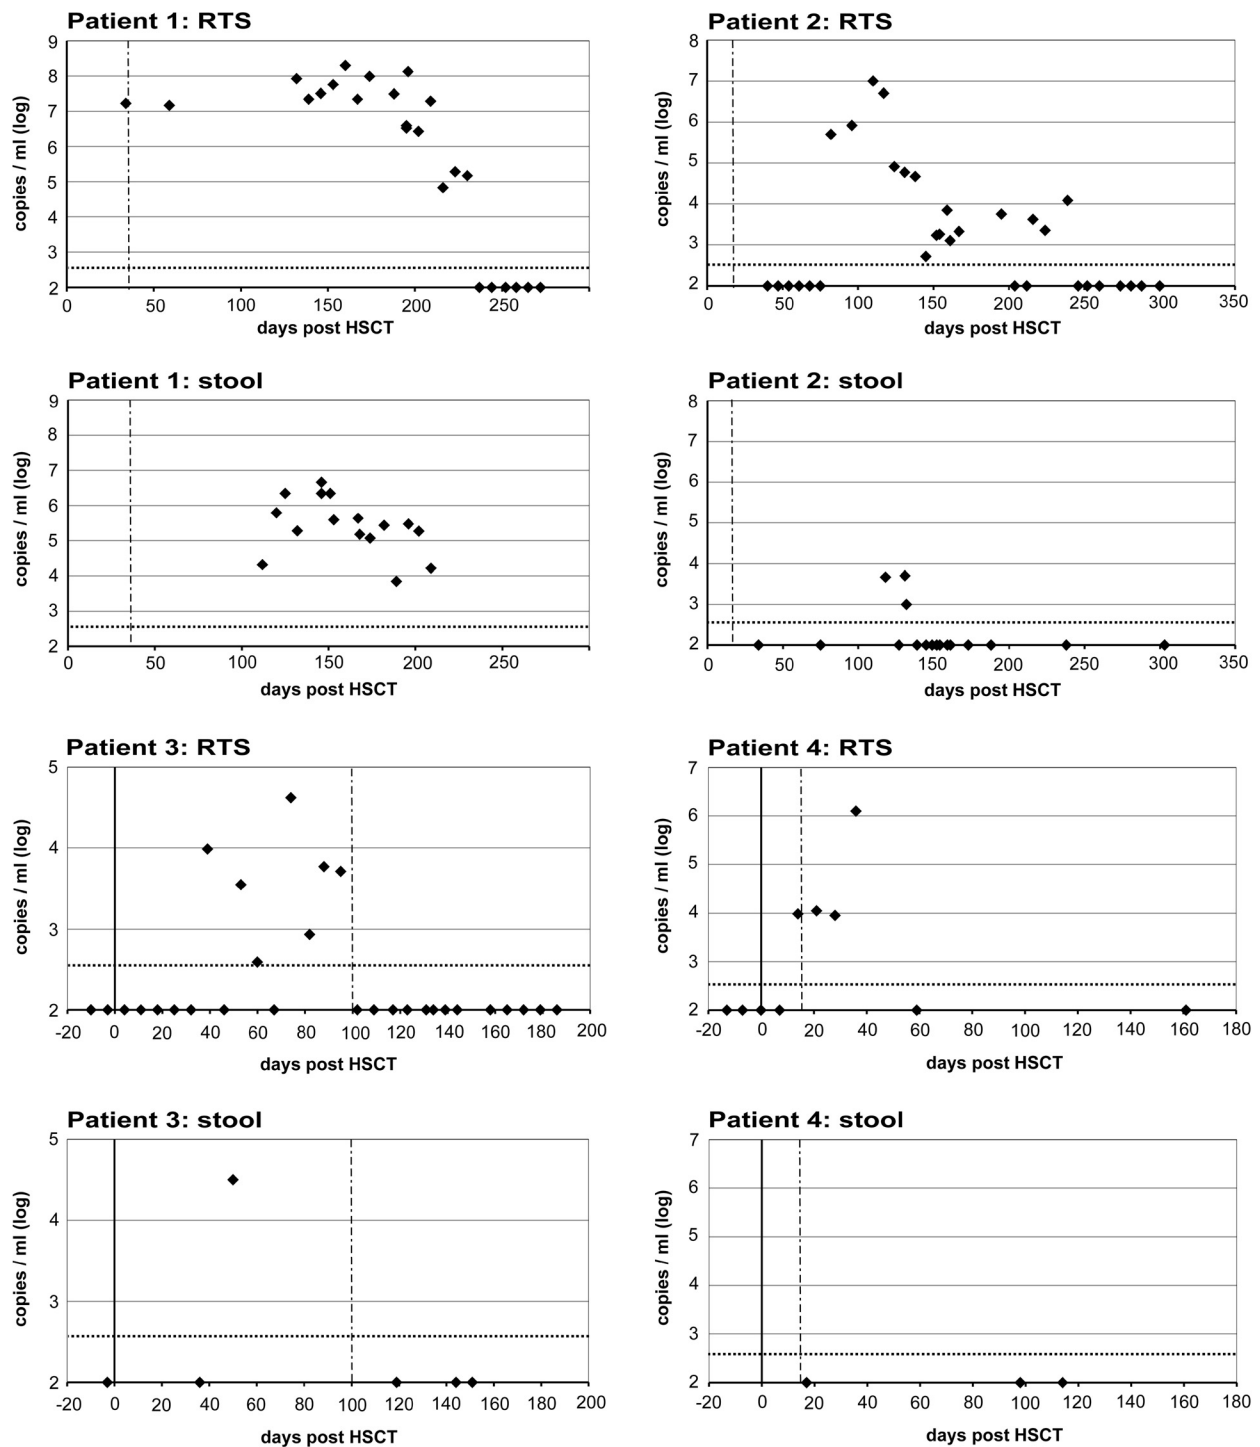 Patient 1: RTS
copies / ml (log)
9
8
7
6
5
4
3
2
0 50 100 150 200 250
days post HSCT
Patient 2: RTS
copies / ml (log)
8
7
6
5
4
3
2
0 50 100 150 200 250 300 350
days post HSCT
Patient 1: stool
copies / ml (log)
9
8
7
6
5
4
3
2
0 50 100 150 200 250
days post HSCT
Patient 2: stool
copies / ml (log)
8
7
6
5
4
3
2
0 50 100 150 200 250 300 350
days post HSCT
Patient 3: RTS
copies / ml (log)
5
4
3
2
-20 0 20 40 60 80 100 120 140 160 180 200
days post HSCT
Patient 4: RTS
copies / ml (log)
7
6
5
4
3
2
-20 0 20 40 60 80 100 120 140 160 180
days post HSCT
Patient 3: stool
copies / ml (log)
5
4
3
2
-20 0 20 40 60 80 100 120 140 160 180 200
days post HSCT
Patient 4: stool
copies / ml (log)
7
6
5
4
3
2
-20 0 20 40 60 80 100 120 140 160 180
days post HSCT